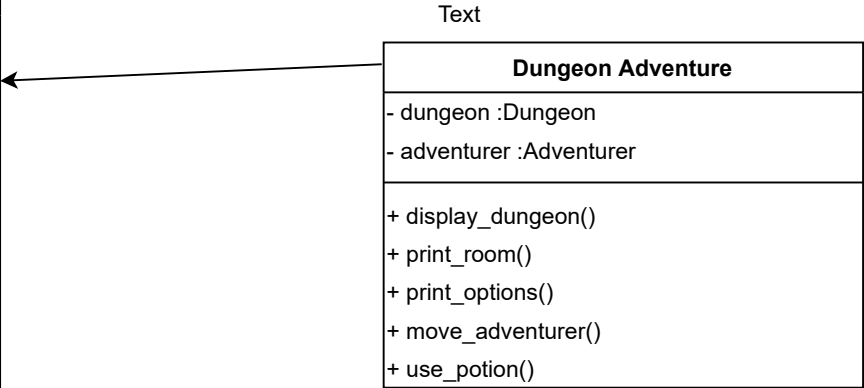 Text
Dungeon Adventure
- dungeon :Dungeon
- adventurer :Adventurer
+ display_dungeon()
+ print_room()
+ print_options()
+ move_adventurer()
+ use_potion()